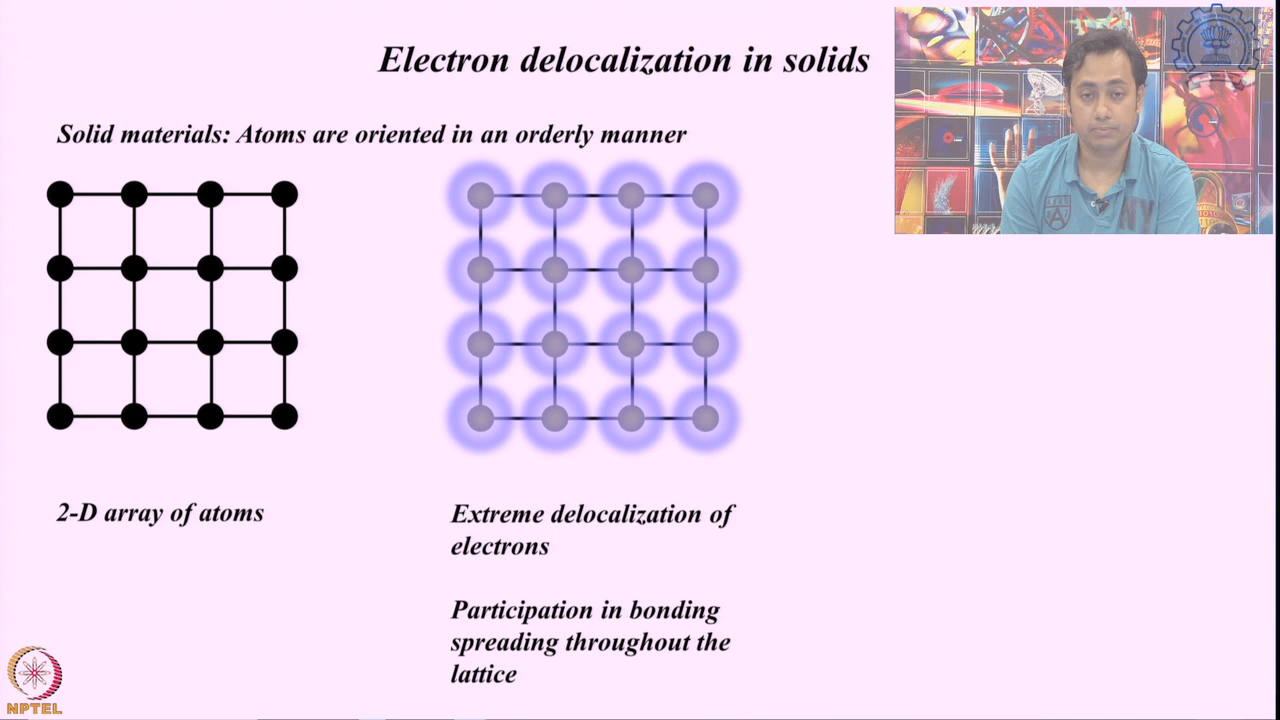 Electron delocalization in solids
Solid materials: Atoms are oriented in an orderly manner
2-D array of atoms
Extreme delocalization of
electrons
Participation in bonding
spreading throughout the
lattice
NPTEL
NY